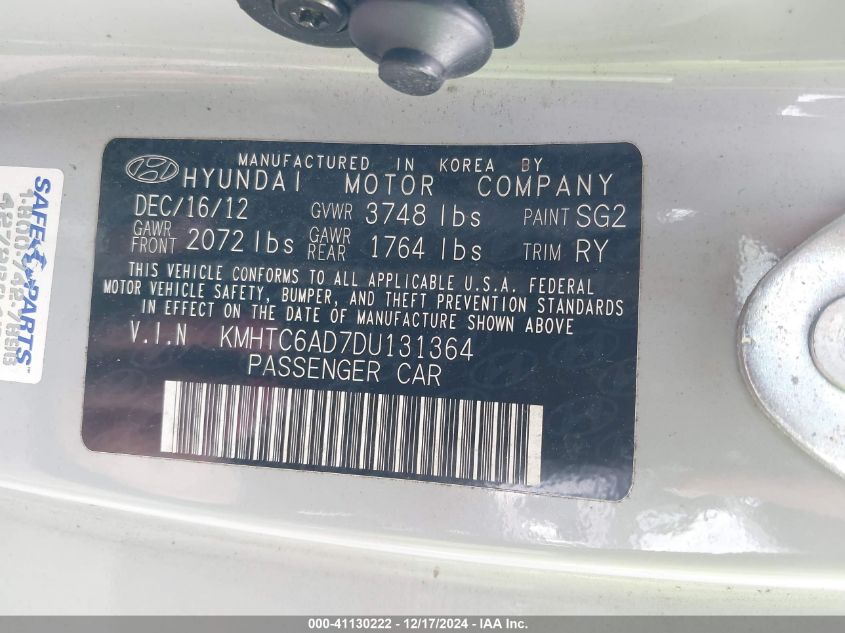 MANUFACTURED IN KOREA BY
HYUNDAI MOTOR COMPANY
DEC/16/12 GVWR 3748 lbs PAINT SG2
GAWR FRONT 2072 lbs GAWR REAR 1764 lbs TRIM RY
THIS VEHICLE CONFORMS TO ALL APPLICABLE U.S.A. FEDERAL
MOTOR VEHICLE SAFETY, BUMPER, AND THEFT PREVENTION STANDARDS
IN EFFECT ON THE DATE OF MANUFACTURE SHOWN ABOVE
V.I.N KMHTC6AD7DU131364
PASSENGER CAR
PARTS
000-41130222 - 12/17/2024 - IAA Inc.